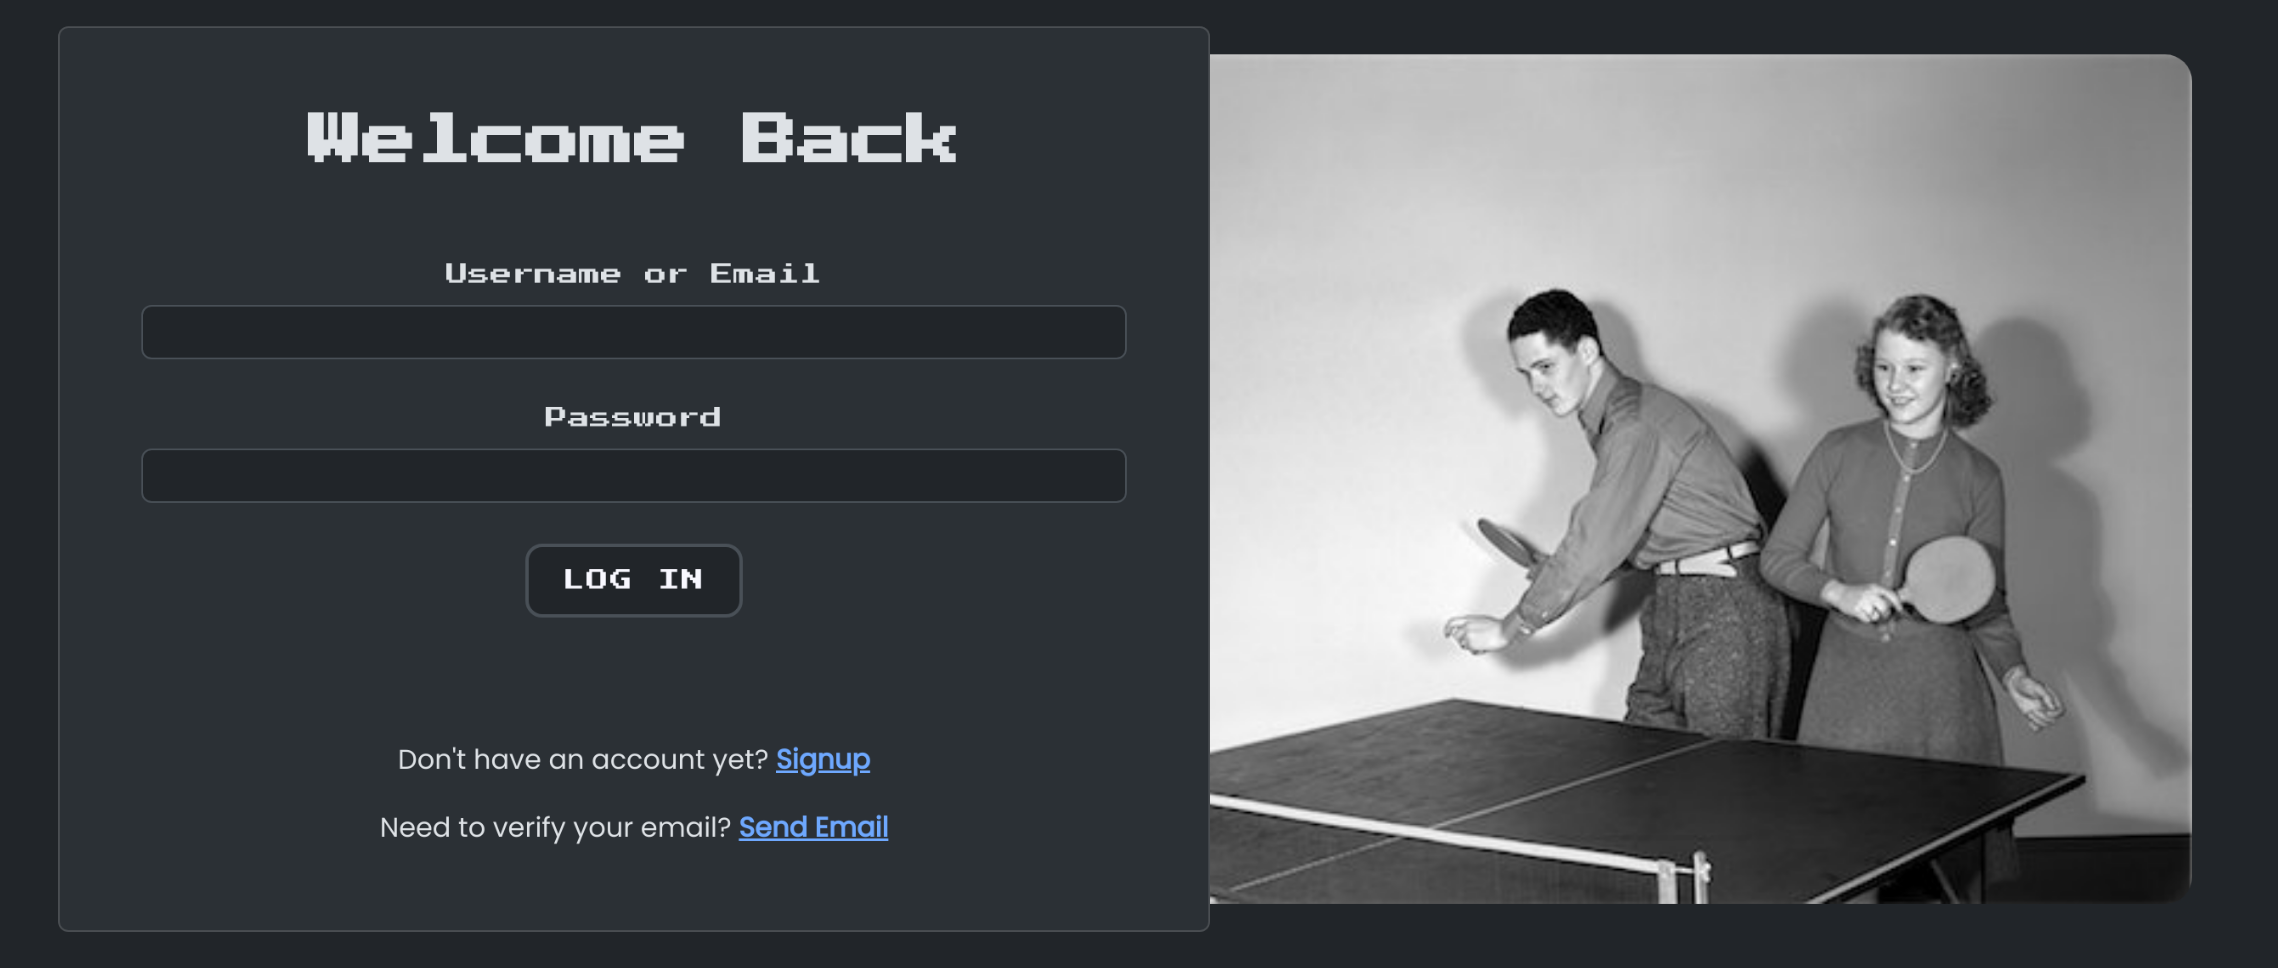 Welcome Back
Username or Email
Password
LOG IN
Don't have an account yet? Signup
Need to verify your email? Send Email